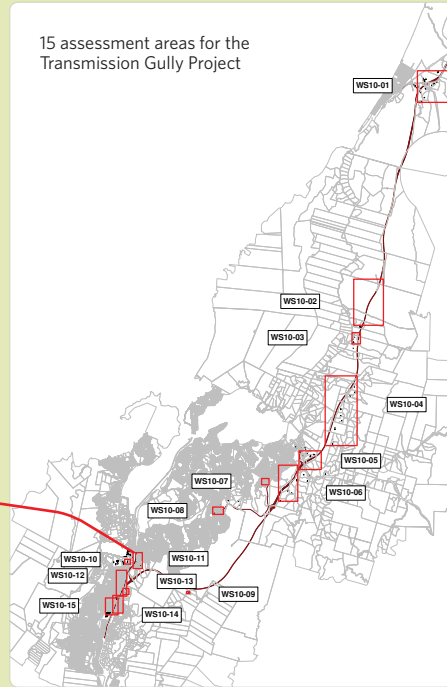 15 assessment areas for the
Transmission Gully Project
WS10-01
WS10-02
WS10-03
WS10-04
WS10-05
WS10-07
WS10-06
WS10-08
WS10-10
WS10-11
WS10-12
WS10-13
WS10-09
WS10-15
WS10-14